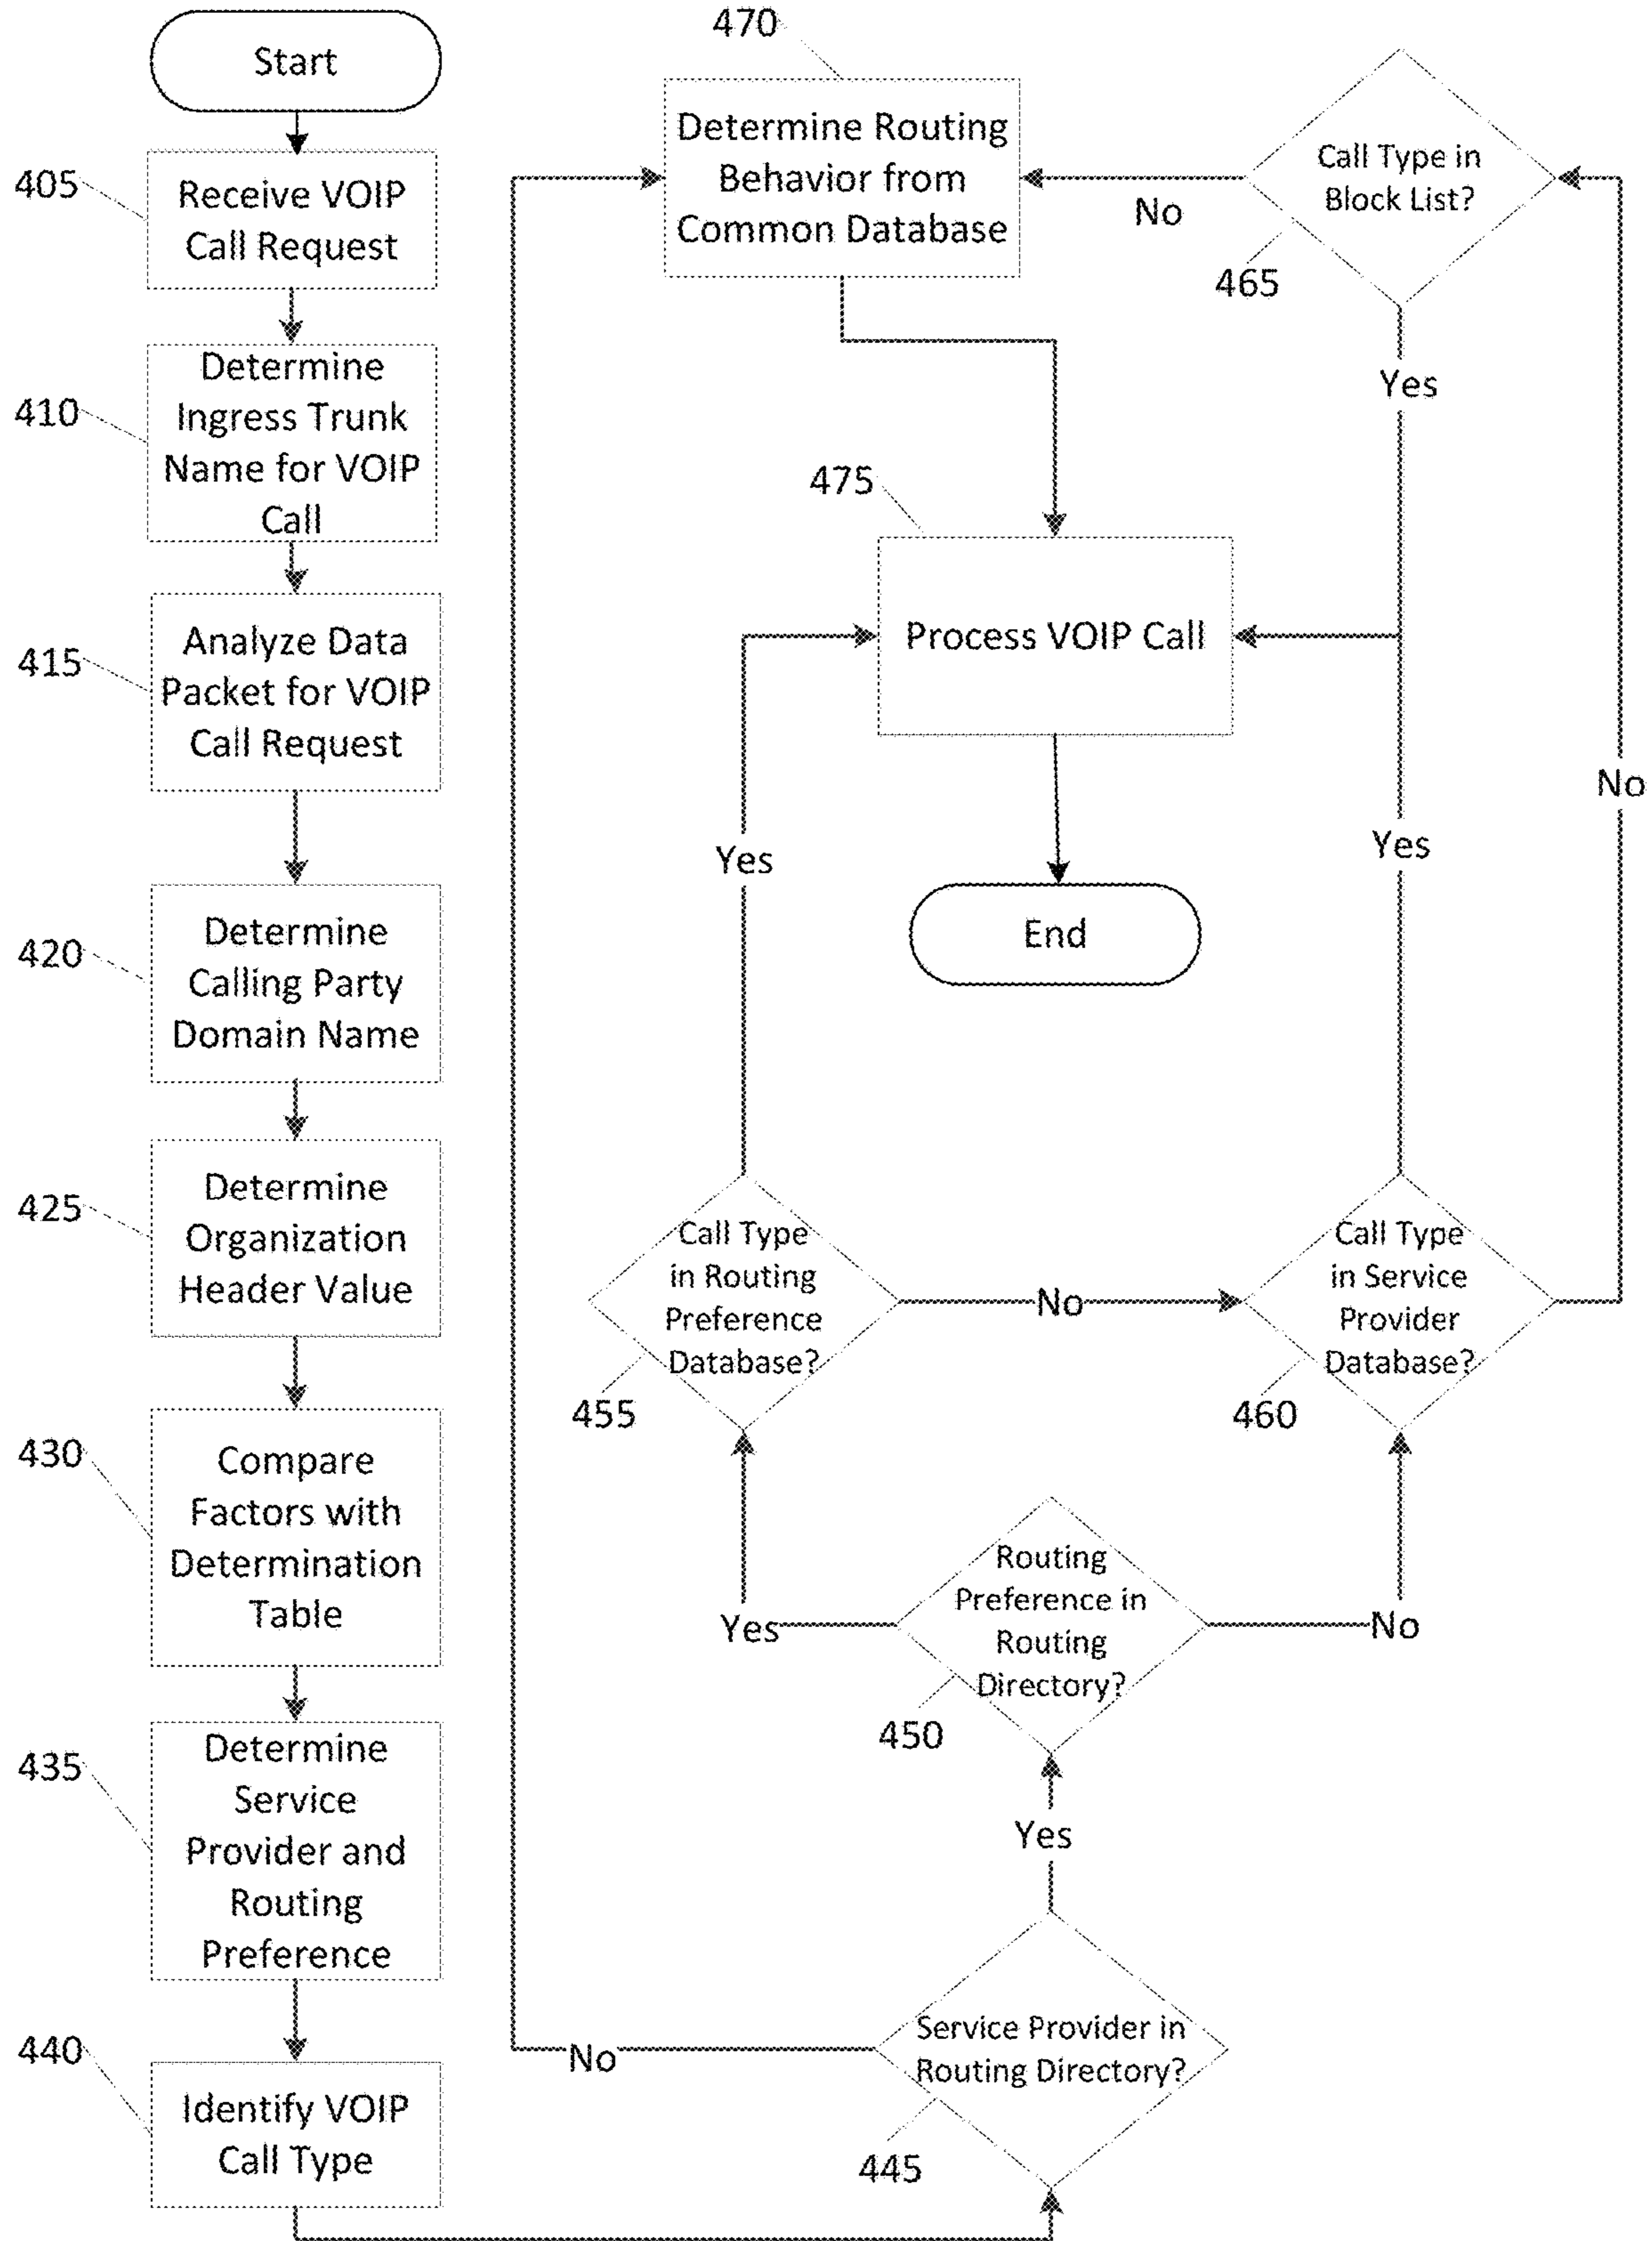 Start
405
Receive VOIP
Call Request
410
Determine
Ingress Trunk
Name for VOIP
Call
415
Analyze Data
Packet for VOIP
Call Request
420
Determine
Calling Party
Domain Name
425
Determine
Organization
Header Value
430
Compare
Factors with
Determination
Table
435
Determine
Service
Provider and
Routing
Preference
440
Identify VOIP
Call Type
470
Determine Routing
Behavior from
Common Database
No
Call Type in
Block List?
465
Yes
475
Process VOIP Call
No
Yes
Yes
End
Call Type
in Routing
Preference
Database?
455
No
Call Type
in Service
Provider
Database?
460
Routing
Preference in
Routing
Directory?
450
Yes
No
Yes
Service Provider in
Routing Directory?
445
No